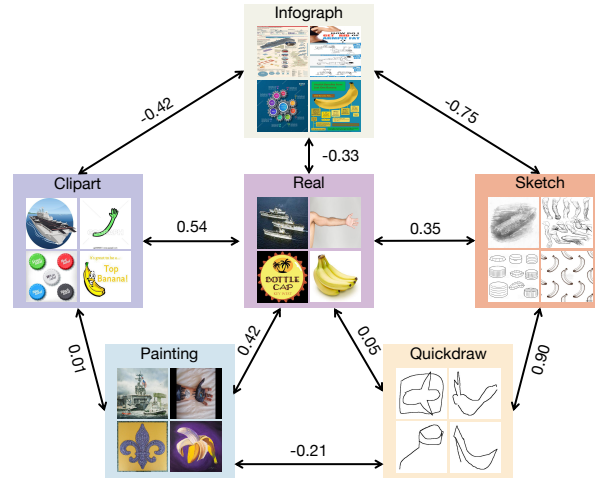 Infograph
-0.42
-0.75
-0.33
Clipart
Real
Sketch
0.54
0.35
Top
Banana!
BOTTLE
CAP
0.01
0.42
0.05
0.90
Painting
Quickdraw
-0.21